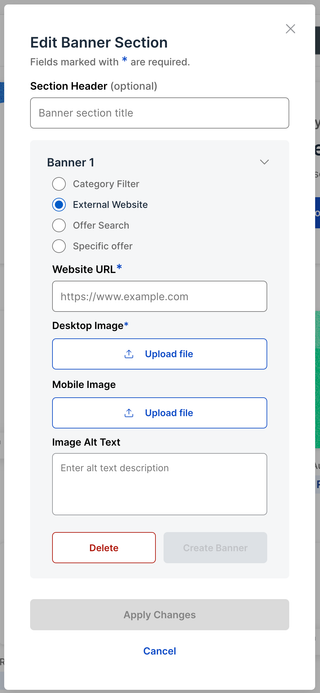 Edit Banner Section
Fields marked with * are required.
Section Header (optional)
Banner section title
Banner 1
Category Filter
External Website
Offer Search
Specific offer
Website URL*
https://www.example.com
Desktop Image*
Upload file
Mobile Image
Upload file
Image Alt Text
Enter alt text description
Delete
Create Banner
Apply Changes
Cancel